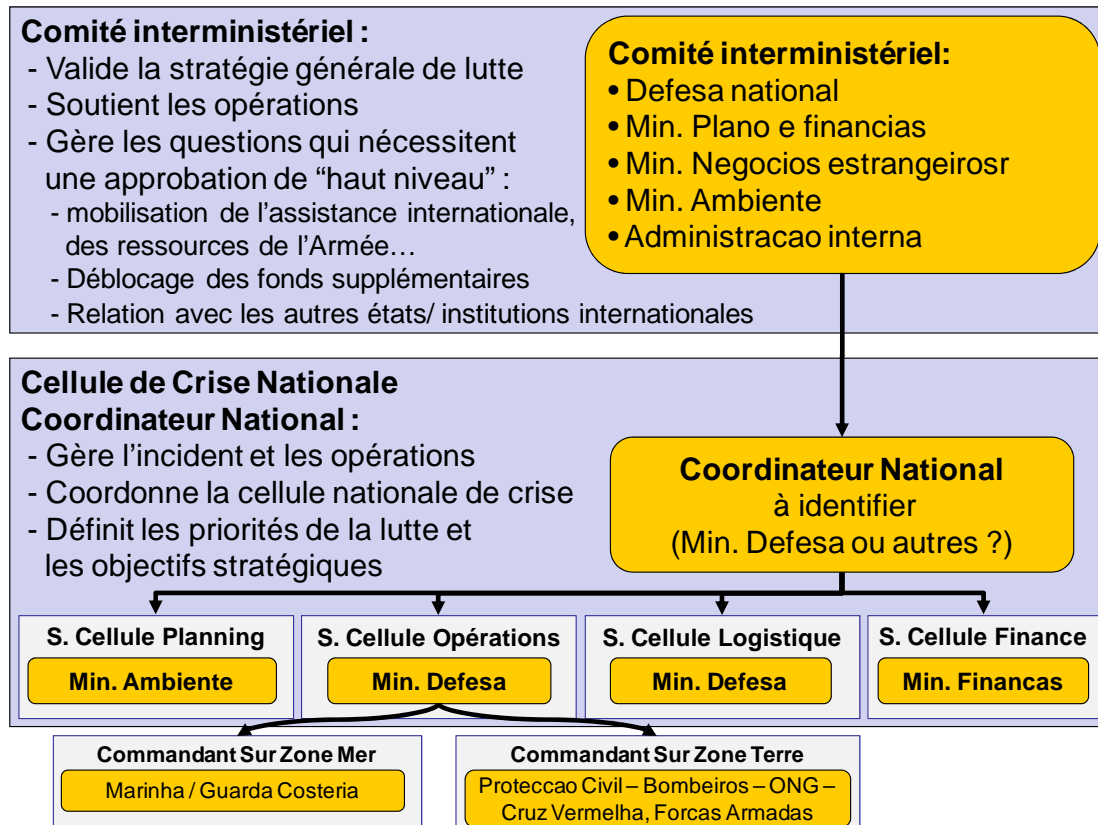 Comité interministériel :
- Valide la stratégie générale de lutte
- Soutient les opérations
- Gère les questions qui nécessitent
une approbation de “haut niveau” :
- mobilisation de l’assistance internationale,
des ressources de l’Armée…
- Déblocage des fonds supplémentaires
- Relation avec les autres états/ institutions internationales
Comité interministériel:
• Defesa national
• Min. Plano e financias
• Min. Negocios estrangeirosr
• Min. Ambiente
• Administracao interna
Cellule de Crise Nationale
Coordinateur National :
- Gère l’incident et les opérations
- Coordonne la cellule nationale de crise
- Définit les priorités de la lutte et
les objectifs stratégiques
Coordinateur National
à identifier
(Min. Defesa ou autres ?)
S. Cellule Planning
Min. Ambiente
S. Cellule Opérations
Min. Defesa
S. Cellule Logistique
Min. Defesa
S. Cellule Finance
Min. Financas
Commandant Sur Zone Mer
Marinha / Guarda Costeria
Commandant Sur Zone Terre
Proteccao Civil – Bombeiros – ONG –
Cruz Vermelha, Forcas Armadas